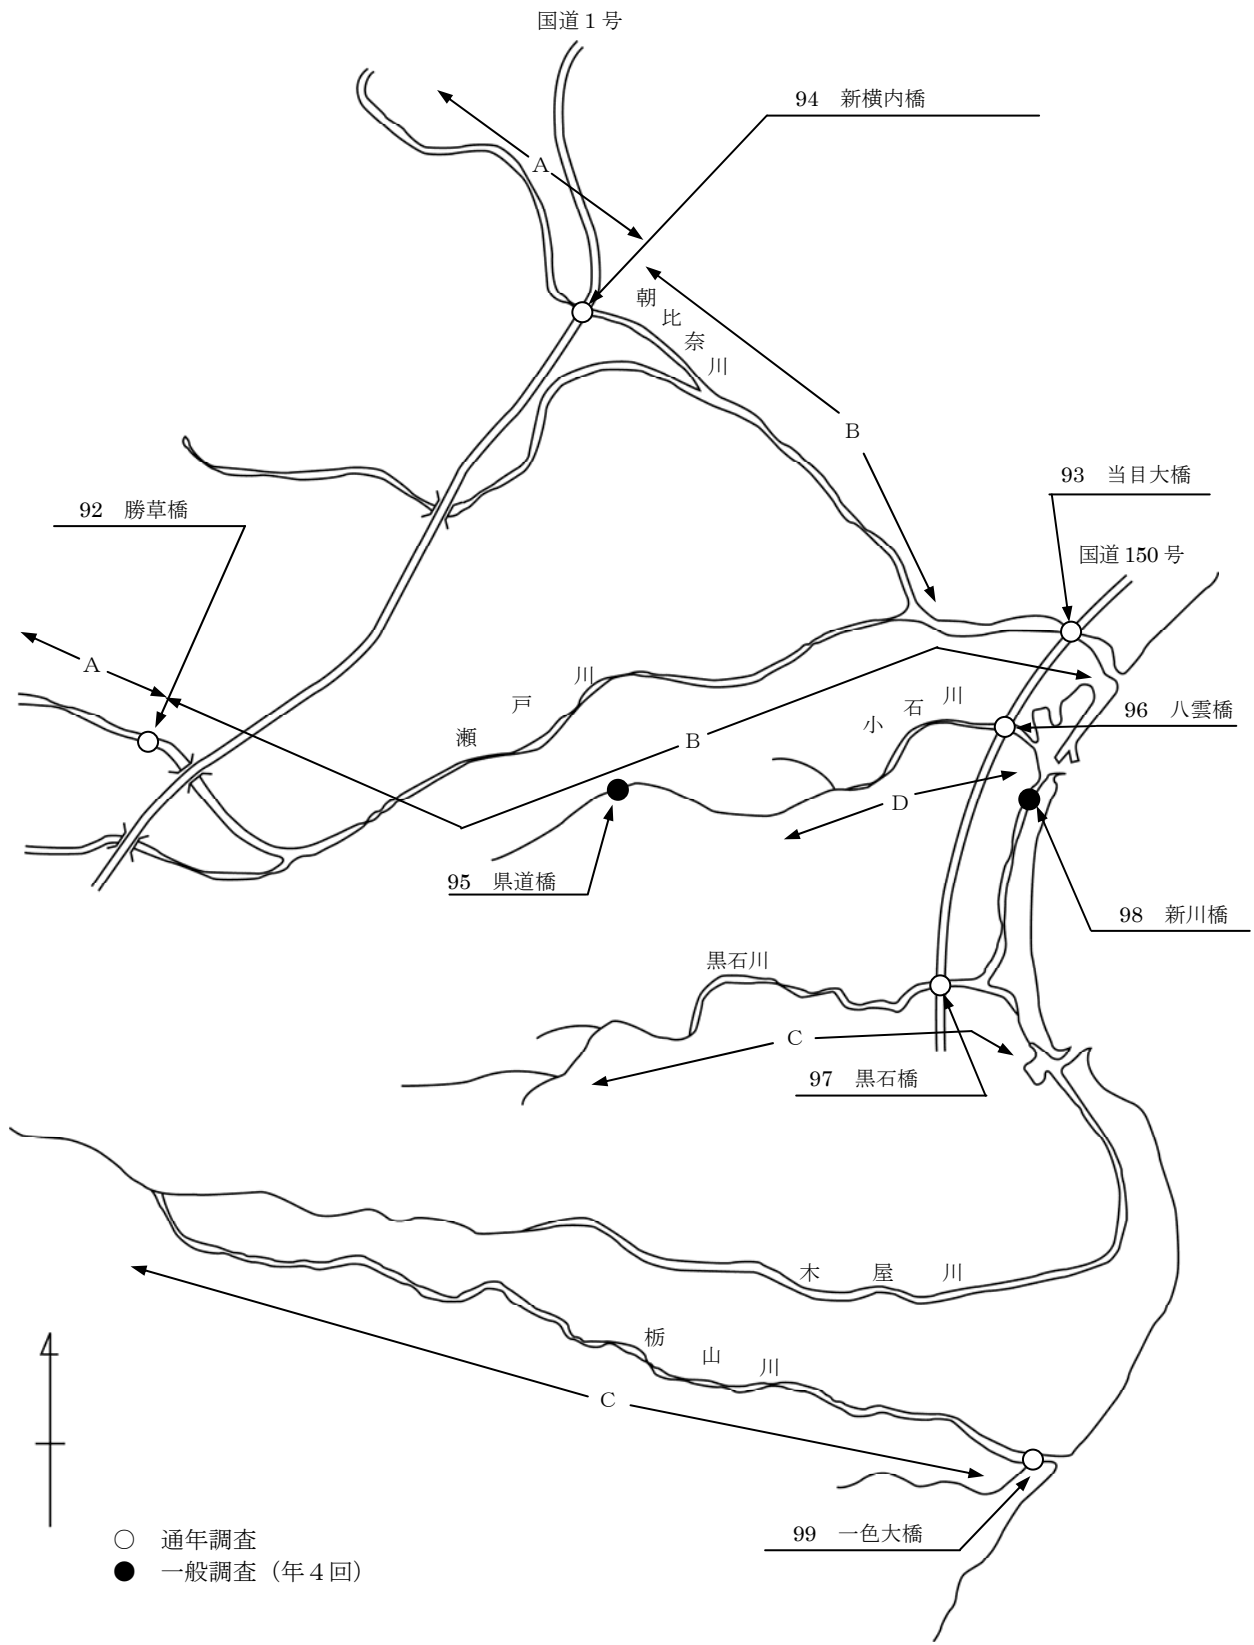 国道1号
94 新横内橋
A
朝比奈川
B
93 当目大橋
92 勝草橋
国道150号
A
瀬戸川
小石川
96 八雲橋
B
D
95 県道橋
98 新川橋
黒石川
C
97 黒石橋
木屋川
栃山川
C
99 一色大橋
○ 通年調査
● 一般調査（年4回）